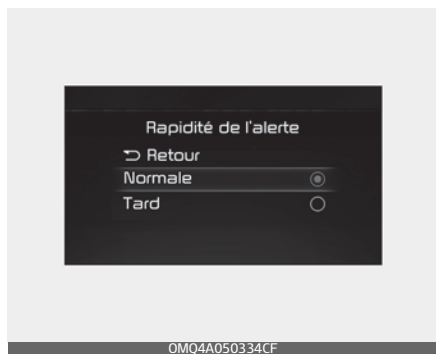 Rapidité de l'alerte
Retour
Normale
Tard
OMQ4A050334CF